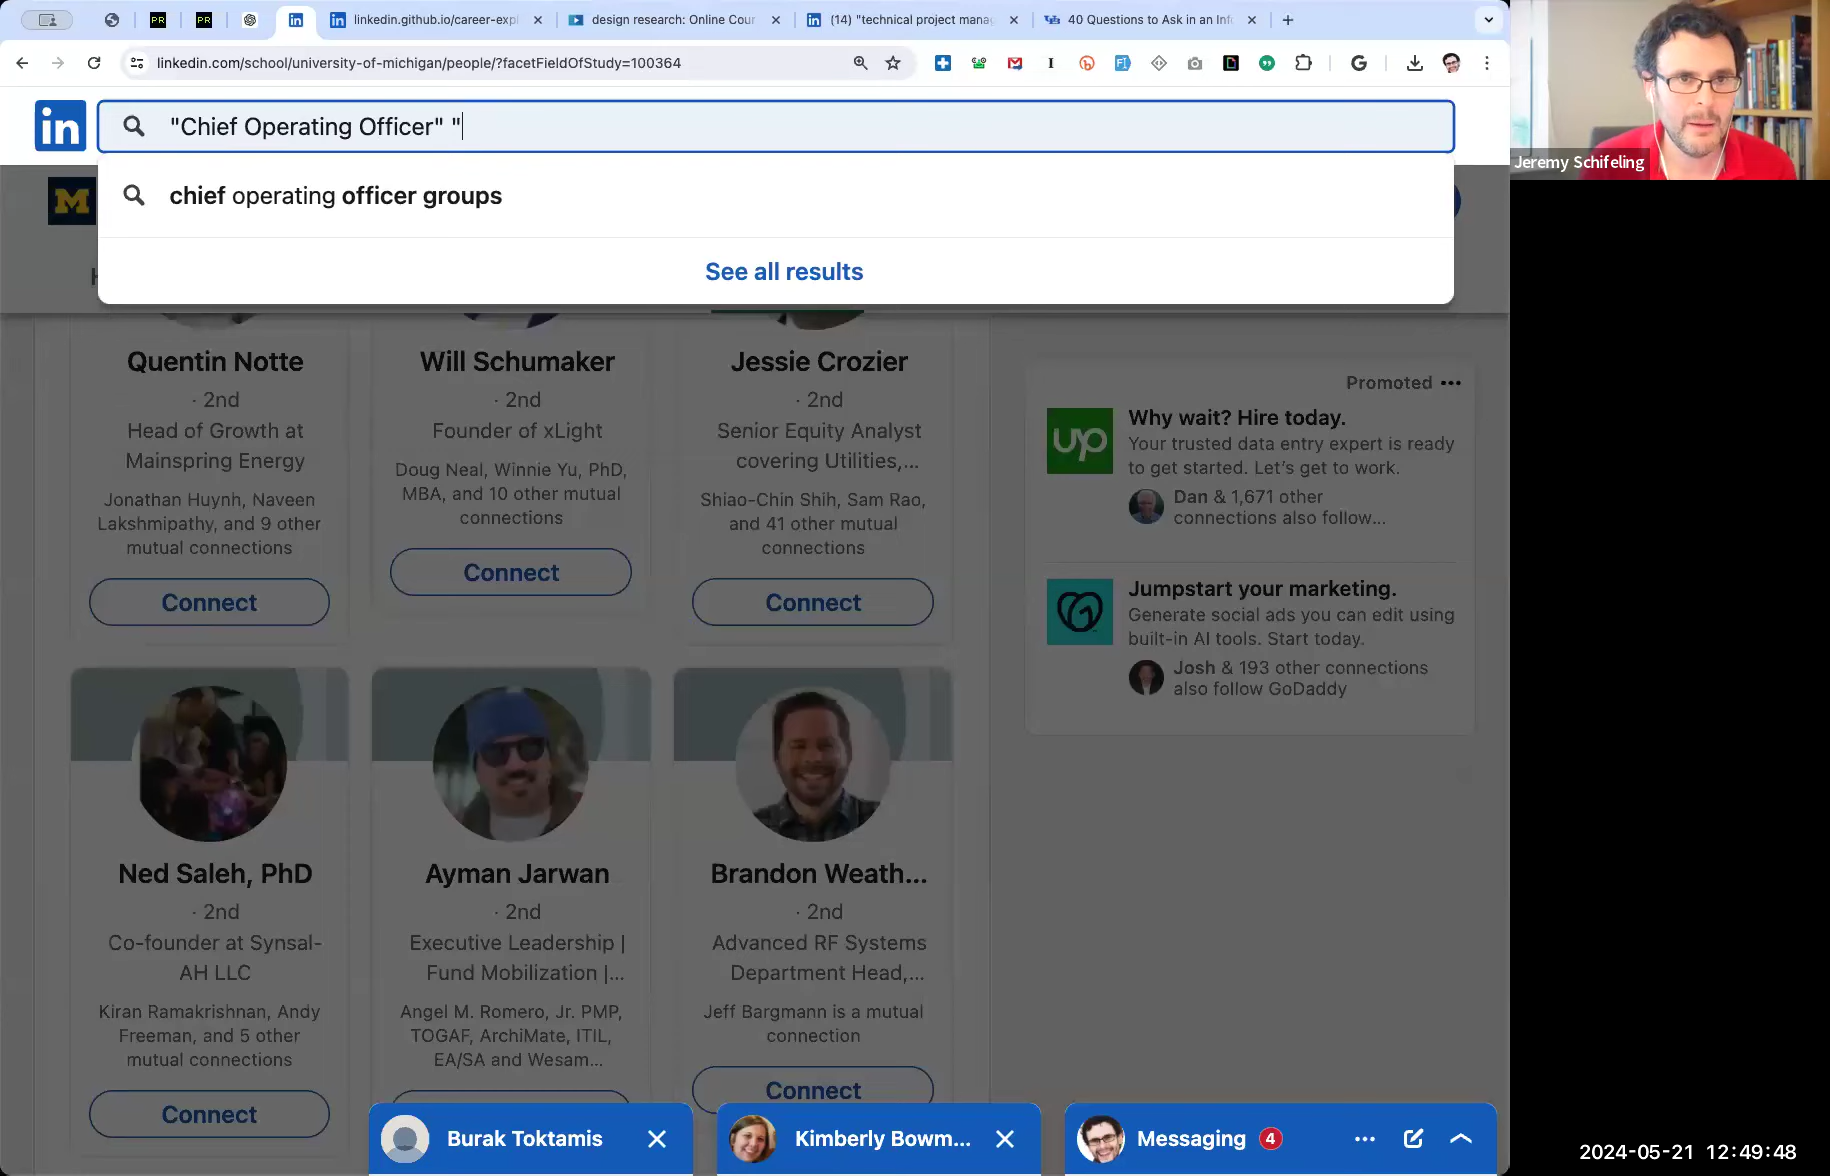 linkedin.github.io/career-expl
design research: Online Cour
(14) "technical project manag
40 Questions to Ask in an Info
linkedin.com/school/university-of-michigan/people/?facetFieldOfStudy=100364
in
"Chief Operating Officer" "
chief operating officer groups
See all results
Jeremy Schifeling
Quentin Notte
· 2nd
Head of Growth at
Mainspring Energy
Jonathan Huynh, Naveen
Lakshmipathy, and 9 other
mutual connections
Connect
Will Schumaker
· 2nd
Founder of xLight
Doug Neal, Winnie Yu, PhD,
MBA, and 10 other mutual
connections
Connect
Jessie Crozier
· 2nd
Senior Equity Analyst
covering Utilities,...
Shiao-Chin Shih, Sam Rao,
and 41 other mutual
connections
Connect
Promoted
Why wait? Hire today.
Your trusted data entry expert is ready
to get started. Let's get to work.
Dan & 1,671 other
connections also follow...
up
Jumpstart your marketing.
Generate social ads you can edit using
built-in AI tools. Start today.
Josh & 193 other connections
also follow GoDaddy
Ned Saleh, PhD
· 2nd
Co-founder at Synsal-
AH LLC
Kiran Ramakrishnan, Andy
Freeman, and 5 other
mutual connections
Connect
Ayman Jarwan
· 2nd
Executive Leadership |
Fund Mobilization |...
Angel M. Romero, Jr. PMP,
TOGAF, ArchiMate, ITIL,
EA/SA and Wesam...
Brandon Weath...
· 2nd
Advanced RF Systems
Department Head,...
Jeff Bargmann is a mutual
connection
Connect
Burak Toktamis
Kimberly Bowm...
Messaging 4
2024-05-21 12:49:48